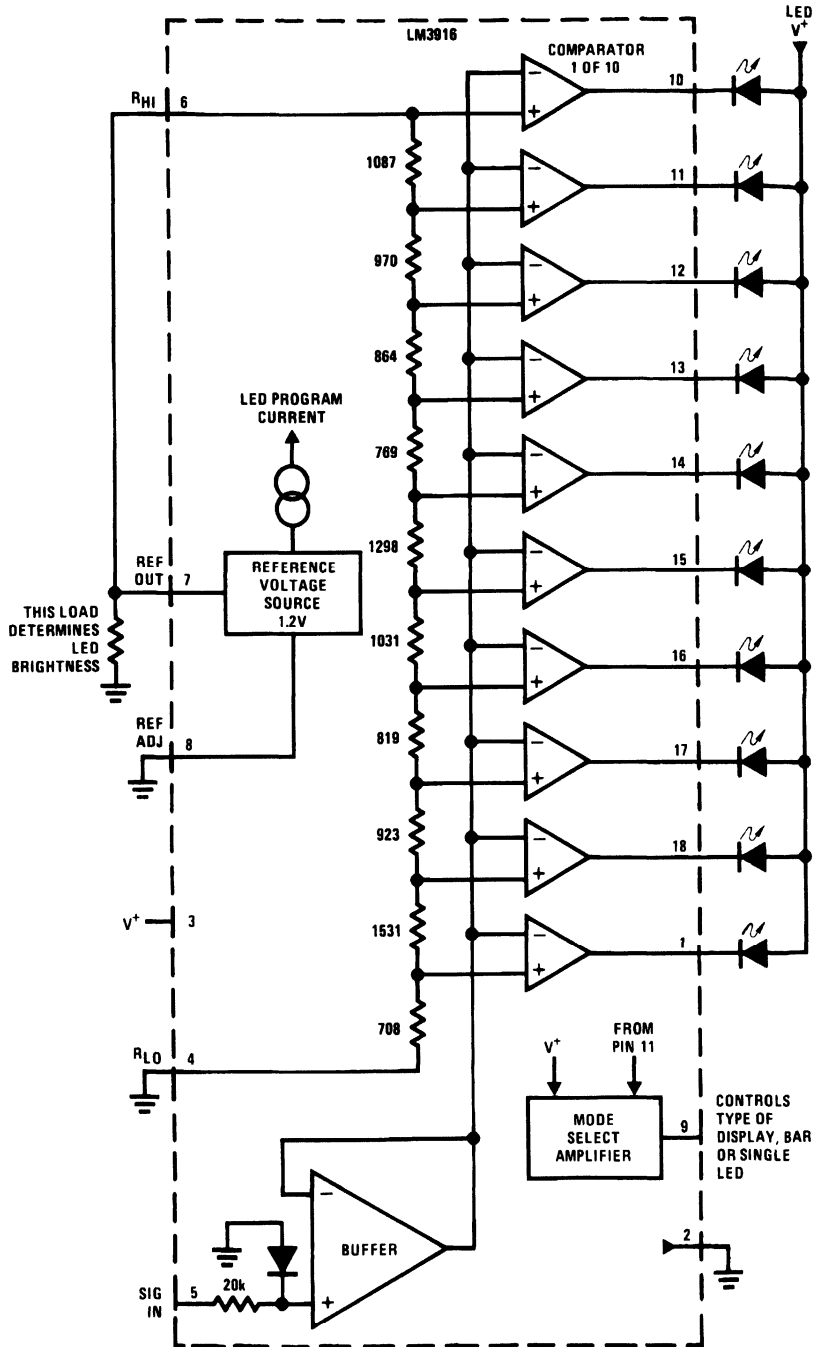 LM3916
LED
V+
COMPARATOR
1 OF 10
10
RHI
6
−
+
1087
−
+
11
970
−
+
12
864
−
+
13
LED PROGRAM
CURRENT
769
−
+
14
1298
REF
OUT
7
REFERENCE
VOLTAGE
SOURCE
1.2V
−
+
15
THIS LOAD
DETERMINES
LED
BRIGHTNESS
1031
−
+
16
REF
ADJ
8
819
−
+
17
923
−
+
18
V+
3
1531
−
+
1
708
RLO
4
V+
FROM
PIN 11
MODE
SELECT
AMPLIFIER
9
CONTROLS
TYPE OF
DISPLAY, BAR
OR SINGLE
LED
−
BUFFER
+
2
SIG
IN
5
20k